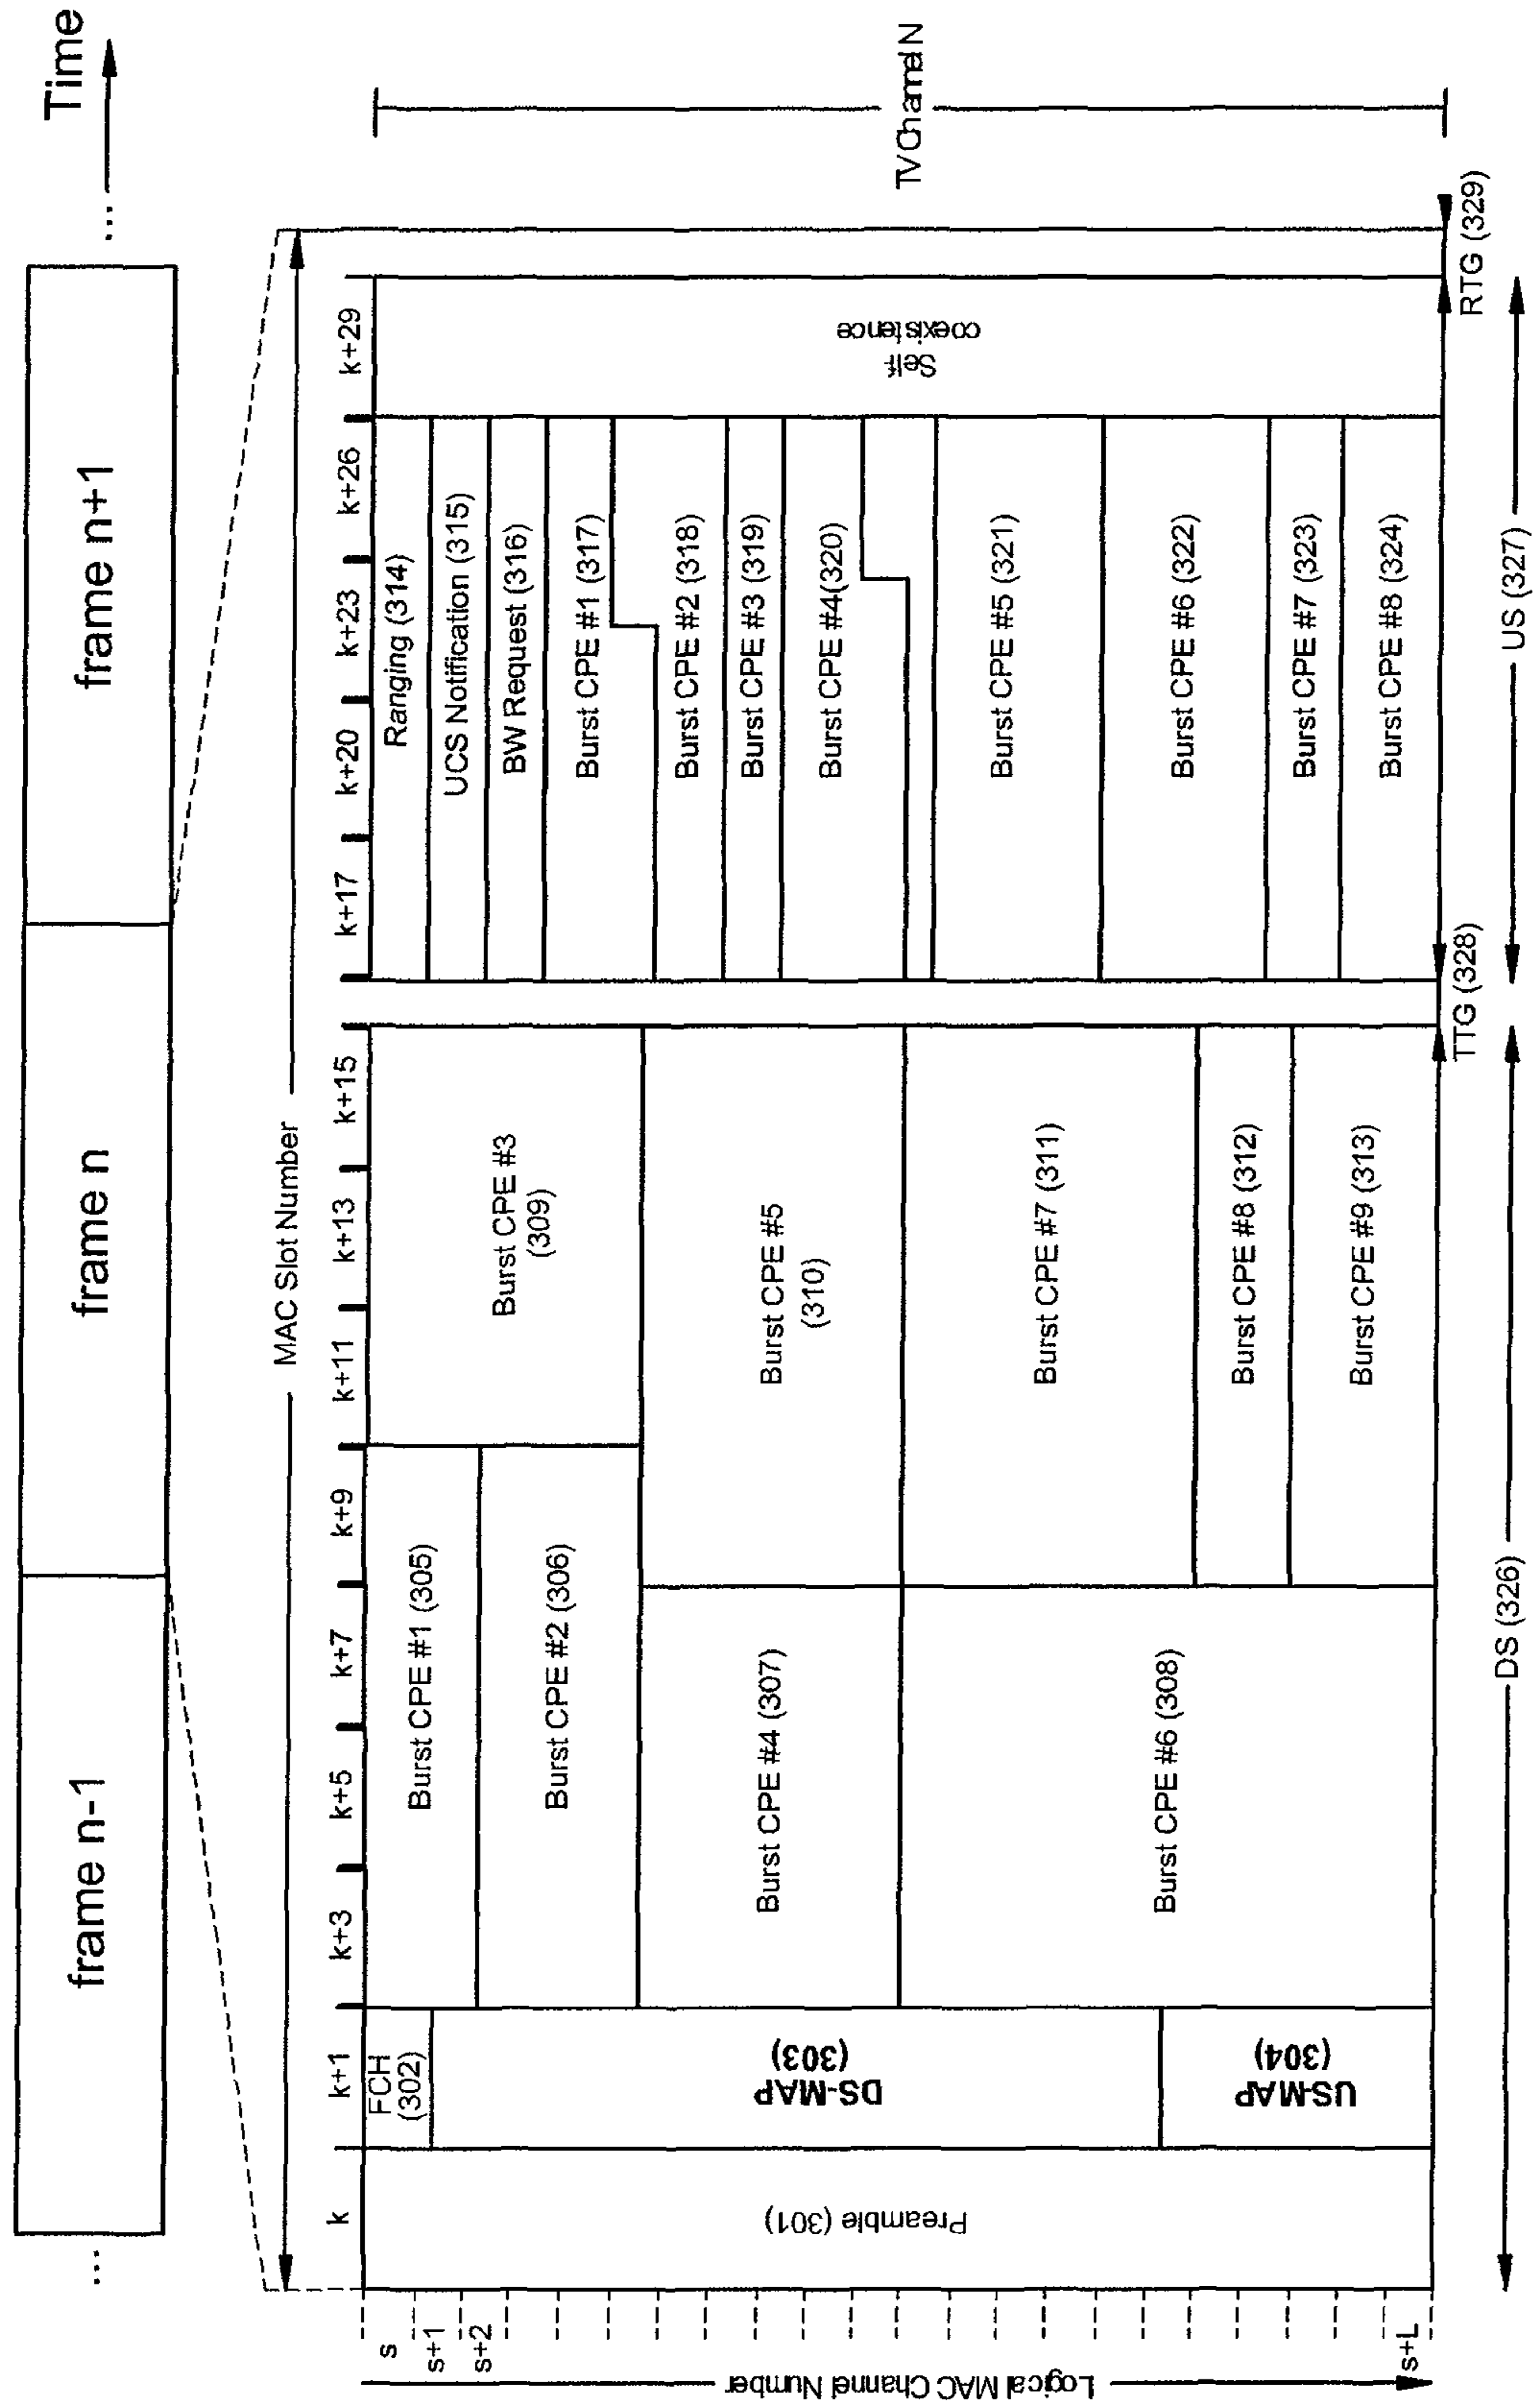 Time
...
frame n-1
frame n
frame n+1
...
MAC Slot Number
k
k+1
k+3
k+5
k+7
k+9
k+11
k+13
k+15
k+17
k+20
k+23
k+26
k+29
s
s+1
s+2
s+L
Logical MAC Channel Number
Preamble (301)
FCH
(302)
DS-MAP
(303)
US-MAP
(304)
Burst CPE #1 (305)
Burst CPE #2 (306)
Burst CPE #4 (307)
Burst CPE #6 (308)
Burst CPE #3
(309)
Burst CPE #5
(310)
Burst CPE #7 (311)
Burst CPE #8 (312)
Burst CPE #9 (313)
Ranging (314)
UCS Notification (315)
BW Request (316)
Burst CPE #1 (317)
Burst CPE #2 (318)
Burst CPE #3 (319)
Burst CPE #4(320)
Burst CPE #5 (321)
Burst CPE #6 (322)
Burst CPE #7 (323)
Burst CPE #8 (324)
Self-
coexistence
TV Channel N
TTG (328)
RTG (329)
DS (326)
US (327)